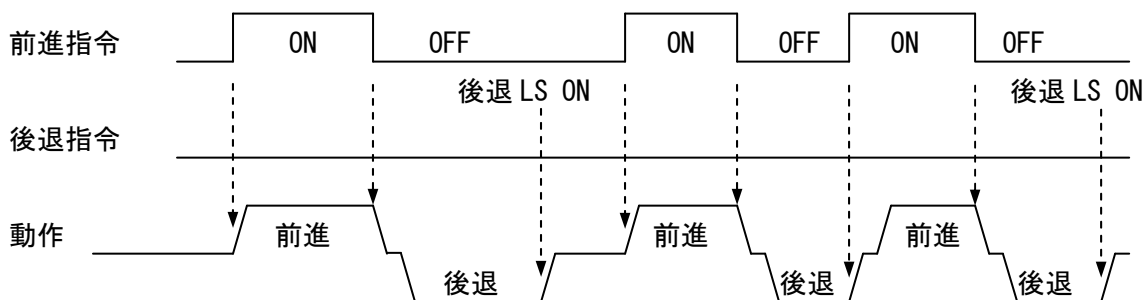 前進指令 ON OFF ON OFF ON OFF
後退 LS ON 後退 LS ON
後退指令
動作 前進 前進 前進
後退 後退 後退